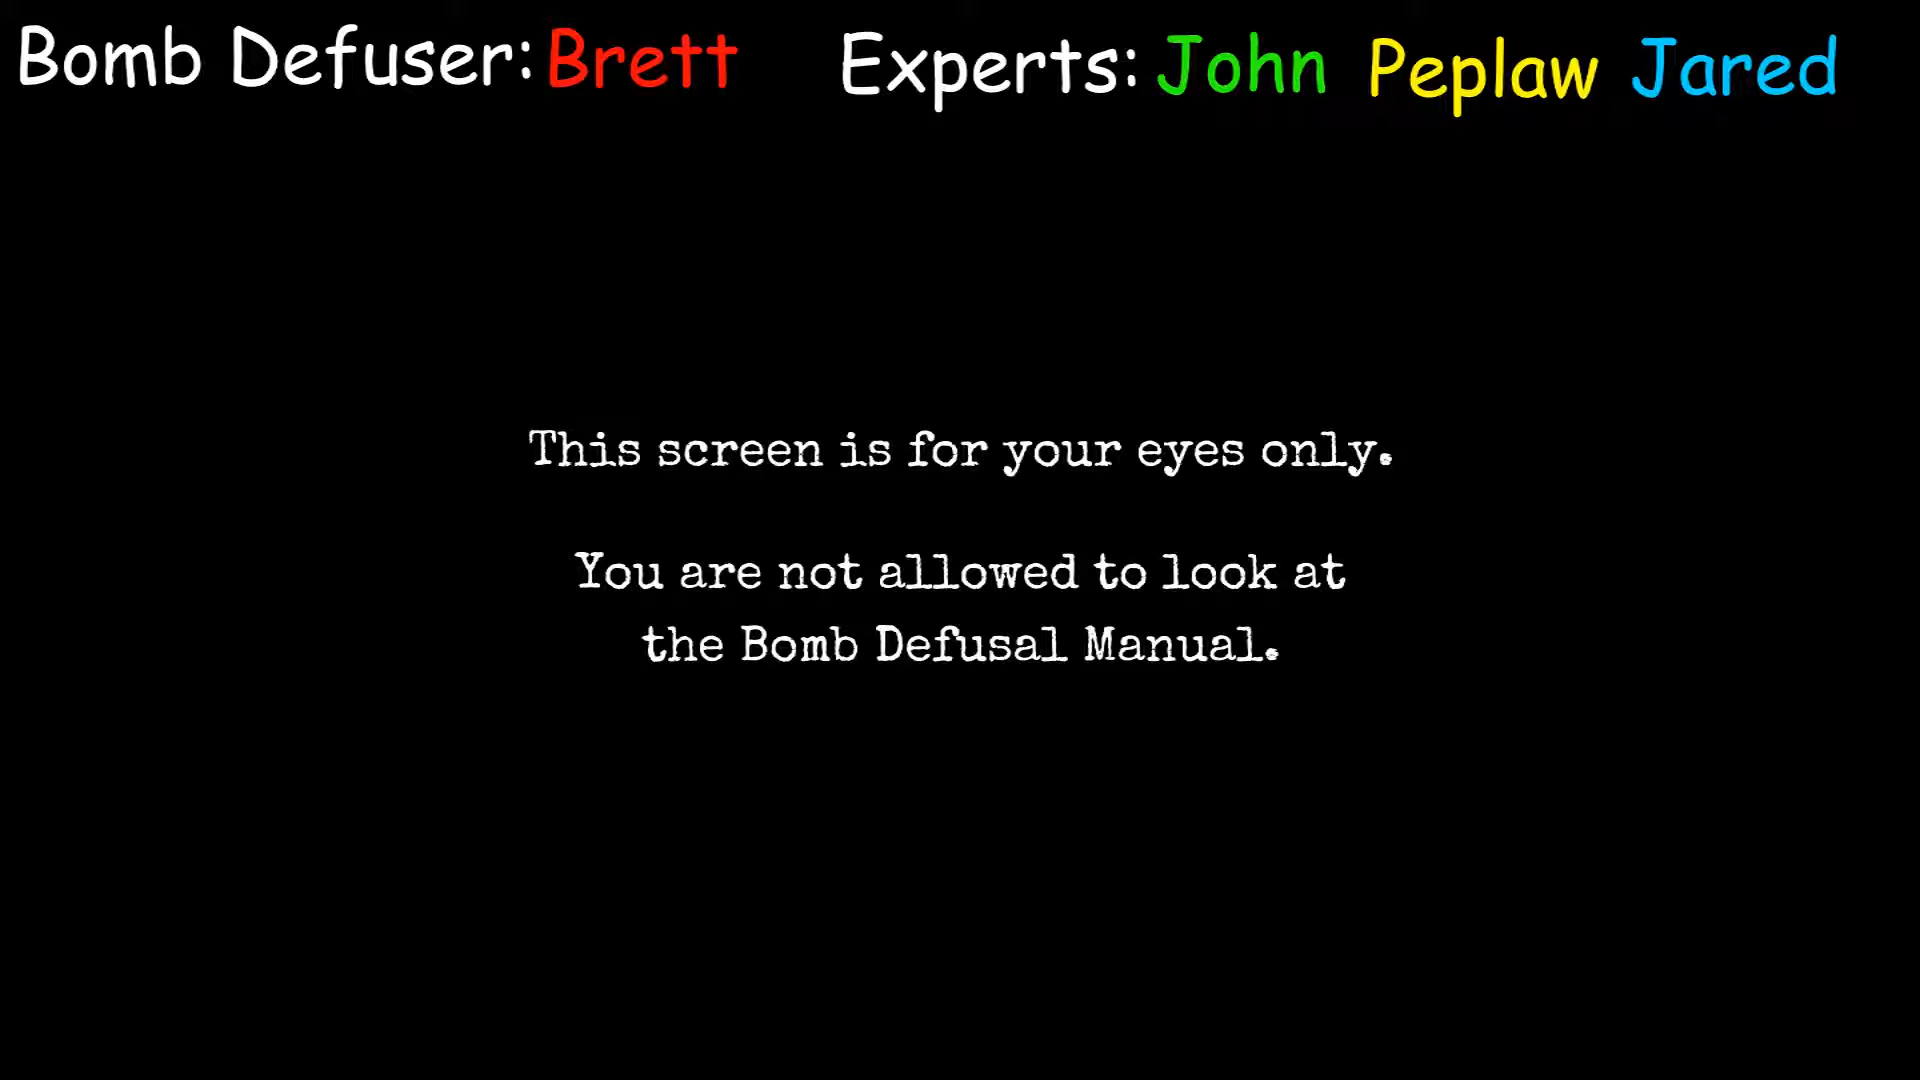 Bomb Defuser: Brett Experts: John Peplaw Jared
This screen is for your eyes only.
You are not allowed to look at
the Bomb Defusal Manual.